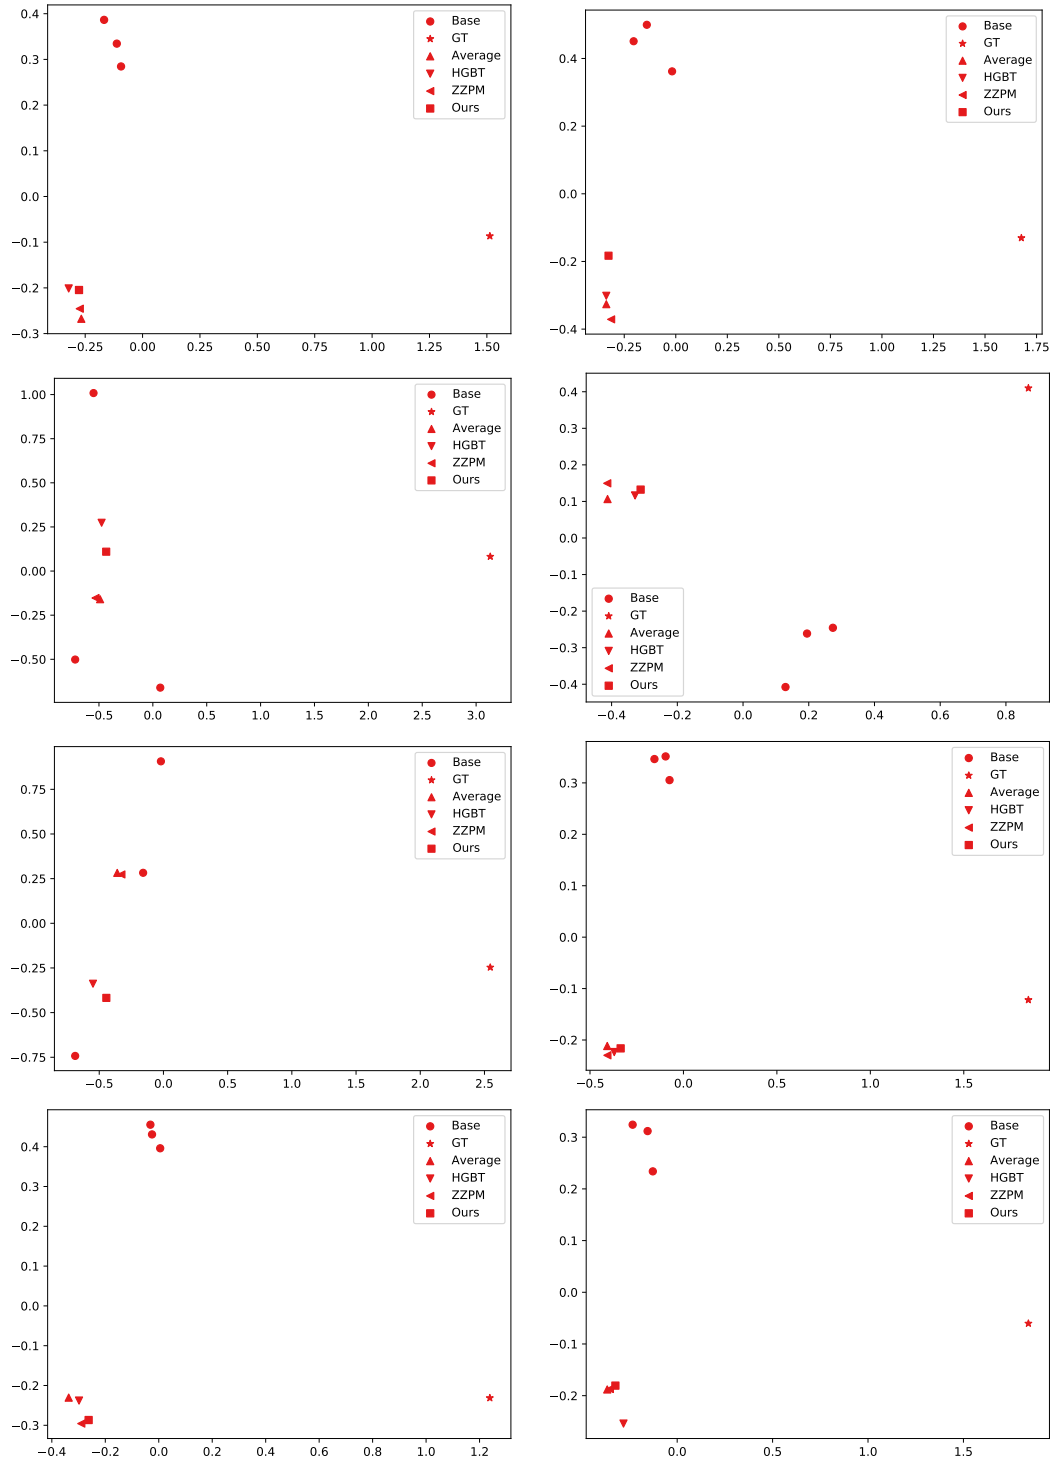 0.4
0.3
0.2
0.1
0.0
−0.1
−0.2
−0.3
−0.25
0.00
0.25
0.50
0.75
1.00
1.25
1.50
Base
GT
Average
HGBT
ZZPM
Ours
0.4
0.2
0.0
−0.2
−0.4
−0.25
0.00
0.25
0.50
0.75
1.00
1.25
1.50
1.75
Base
GT
Average
HGBT
ZZPM
Ours
1.00
0.75
0.50
0.25
0.00
−0.25
−0.50
−0.5
0.0
0.5
1.0
1.5
2.0
2.5
3.0
Base
GT
Average
HGBT
ZZPM
Ours
0.4
0.3
0.2
0.1
0.0
−0.1
−0.2
−0.3
−0.4
−0.4
−0.2
0.0
0.2
0.4
0.6
0.8
Base
GT
Average
HGBT
ZZPM
Ours
0.75
0.50
0.25
0.00
−0.25
−0.50
−0.75
−0.5
0.0
0.5
1.0
1.5
2.0
2.5
Base
GT
Average
HGBT
ZZPM
Ours
0.3
0.2
0.1
0.0
−0.1
−0.2
−0.5
0.0
0.5
1.0
1.5
Base
GT
Average
HGBT
ZZPM
Ours
0.4
0.3
0.2
0.1
0.0
−0.1
−0.2
−0.3
−0.4
−0.2
0.0
0.2
0.4
0.6
0.8
1.0
1.2
Base
GT
Average
HGBT
ZZPM
Ours
0.3
0.2
0.1
0.0
−0.1
−0.2
0.0
0.5
1.0
1.5
Base
GT
Average
HGBT
ZZPM
Ours